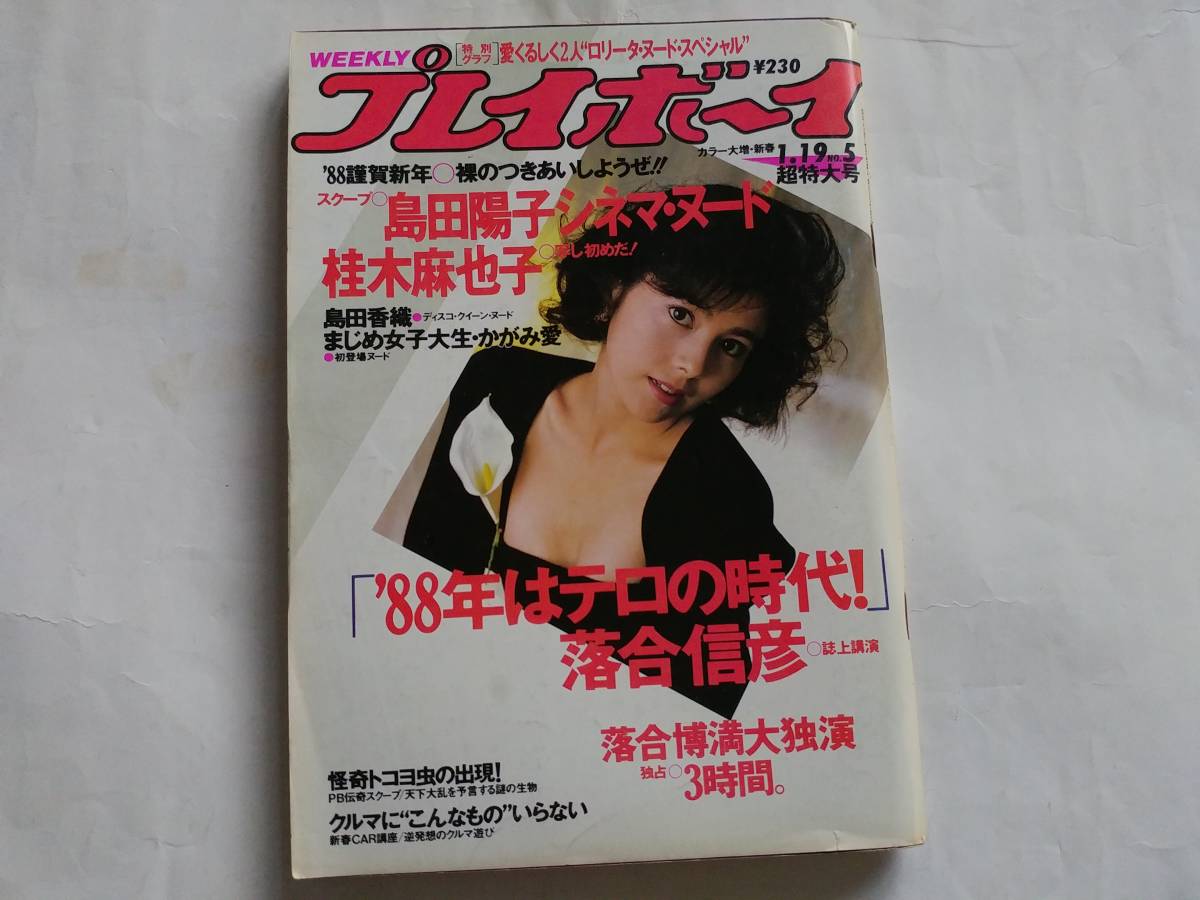 WEEKLY [特別グラフ] 愛くるしく2人“ロリータ・ヌード・スペシャル”
プレイボーイ ¥230
カラー大増・新春 1.19 NO.5
超特大号
'88謹賀新年○裸のつきあいしようぜ!!
スクープ○島田陽子シネマ・ヌード
桂木麻也子○ し初めだ!
島田香織●ディスコ・クイーン・ヌード
まじめ女子大生・かがみ愛
●初登場ヌード
「'88年はテロの時代!」
落合信彦○誌上講演
落合博満大独演
独占○3時間。
怪奇トコヨ虫の出現!
PB伝奇スクープ/天下大乱を予言する謎の生物
クルマに“こんなもの”いらない
新春CAR講座/逆発想のクルマ遊び